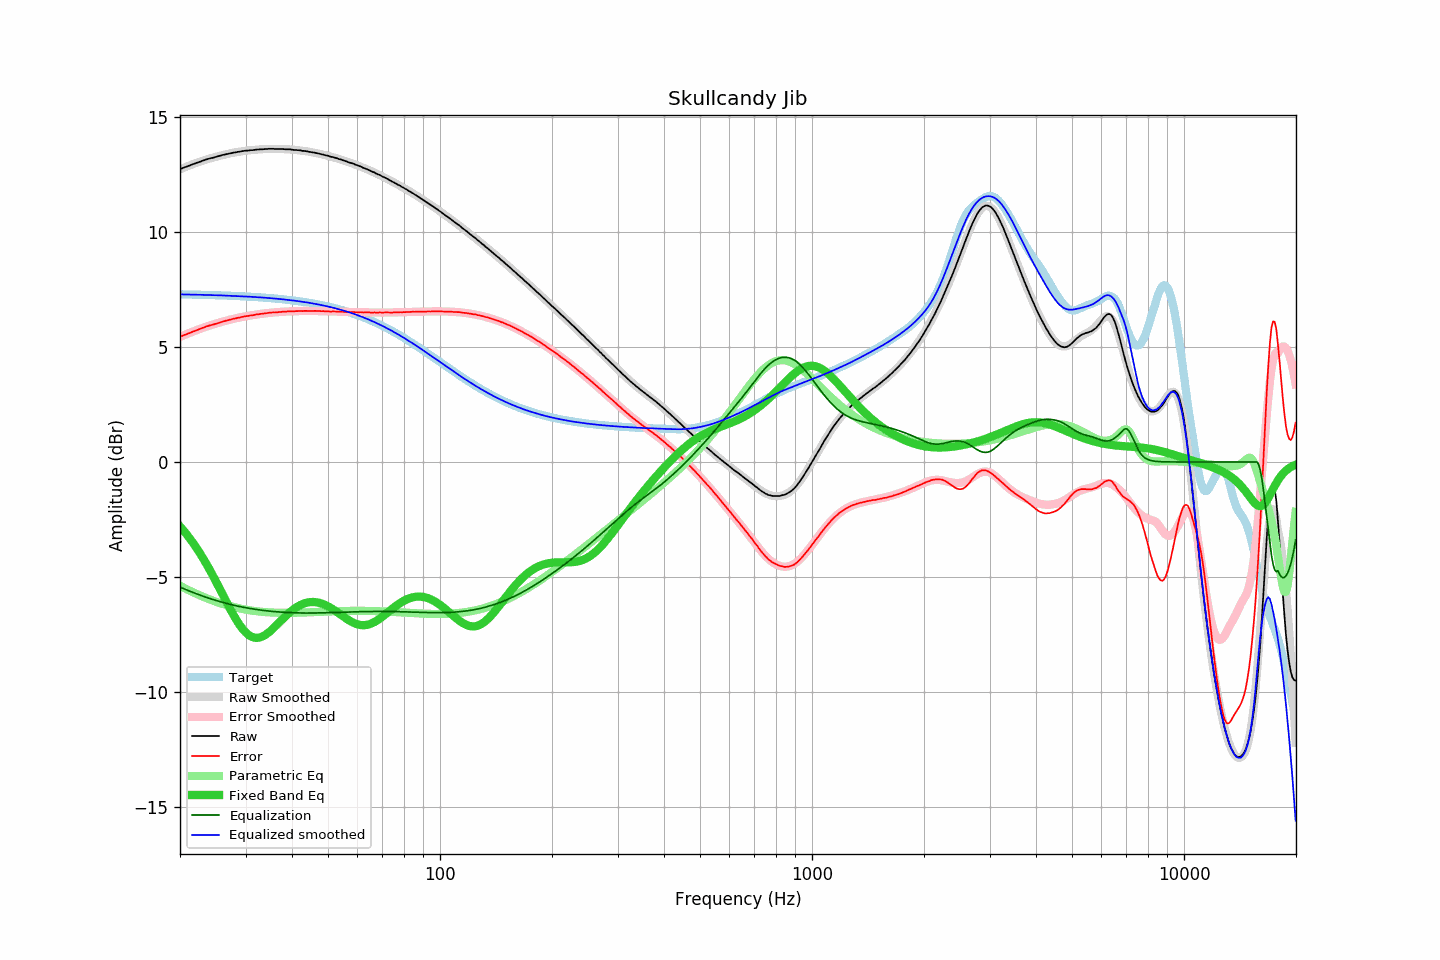 Skullcandy Jib
15
10
5
0
−5
−10
−15
Amplitude (dBr)
Target
Raw Smoothed
Error Smoothed
Raw
Error
Parametric Eq
Fixed Band Eq
Equalization
Equalized smoothed
100 1000 10000
Frequency (Hz)